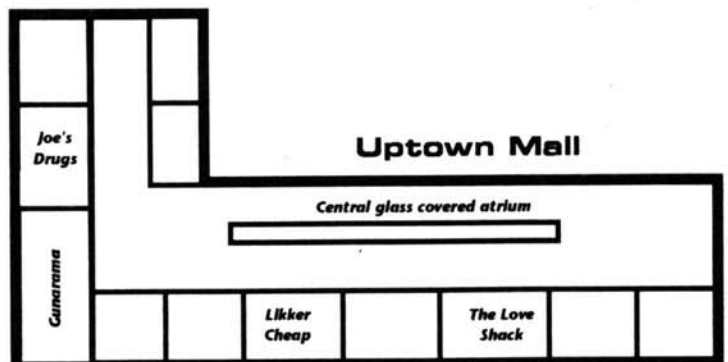 Joe's
Drugs
Uptown Mall
Central glass covered atrium
Gunarama
Likker
Cheap
The Love
Shack